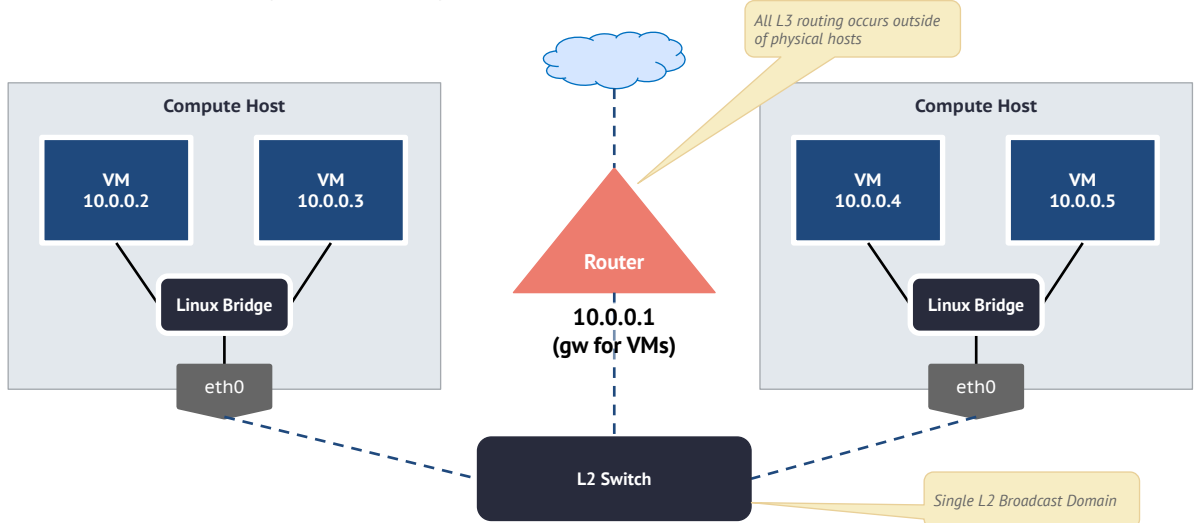 All L3 routing occurs outside
of physical hosts
Compute Host
VM
10.0.0.2
VM
10.0.0.3
Linux Bridge
eth0
Router
10.0.0.1
(gw for VMs)
Compute Host
VM
10.0.0.4
VM
10.0.0.5
Linux Bridge
eth0
L2 Switch
Single L2 Broadcast Domain